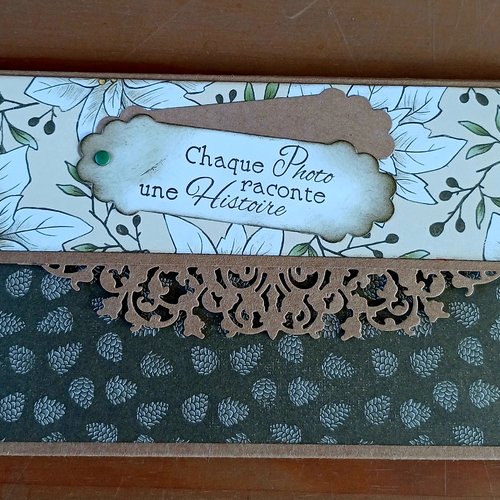 Chaque Photo
raconte
une Histoire